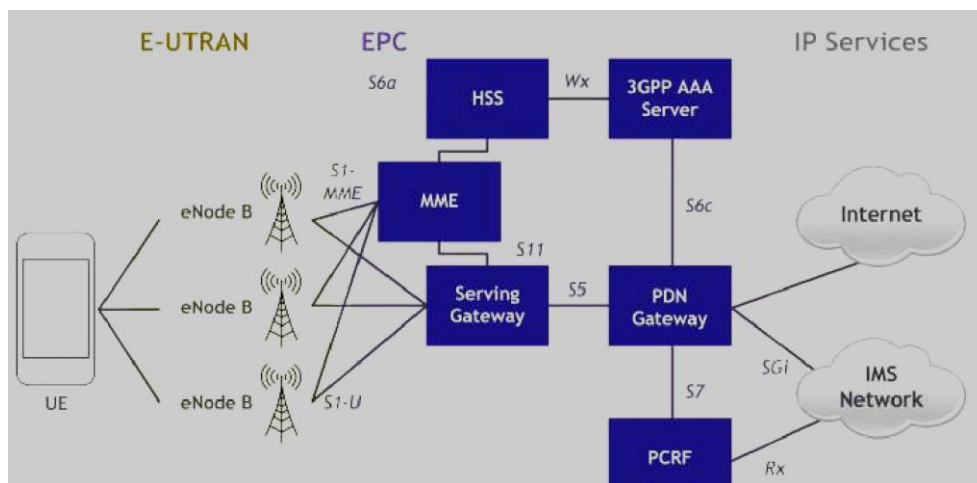 E-UTRAN
EPC
IP Services
S6a
HSS
Wx
3GPP AAA
Server
S1-
MME
MME
S6c
Internet
eNode B
S11
eNode B
Serving
Gateway
S5
PDN
Gateway
SGi
IMS
Network
UE
eNode B
S1-U
S7
PCRF
Rx